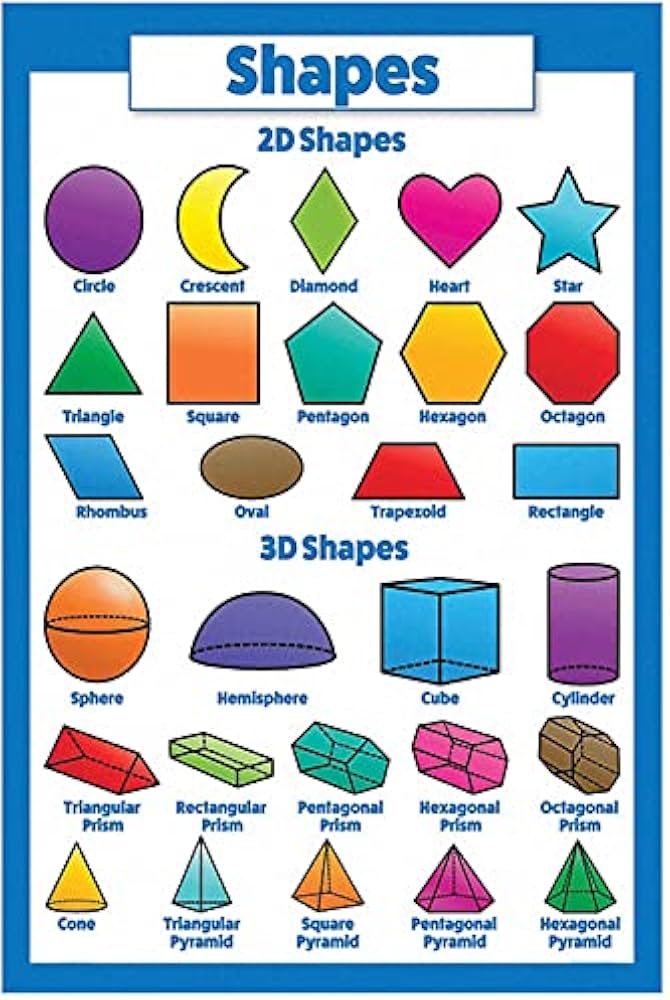 Shapes
2D Shapes
Circle Crescent Diamond Heart Star
Triangle Square Pentagon Hexagon Octagon
Rhombus Oval Trapezoid Rectangle
3D Shapes
Sphere Hemisphere Cube Cylinder
Triangular Rectangular Pentagonal Hexagonal Octagonal
Prism Prism Prism Prism Prism
Cone Triangular Square Pentagonal Hexagonal
Pyramid Pyramid Pyramid Pyramid